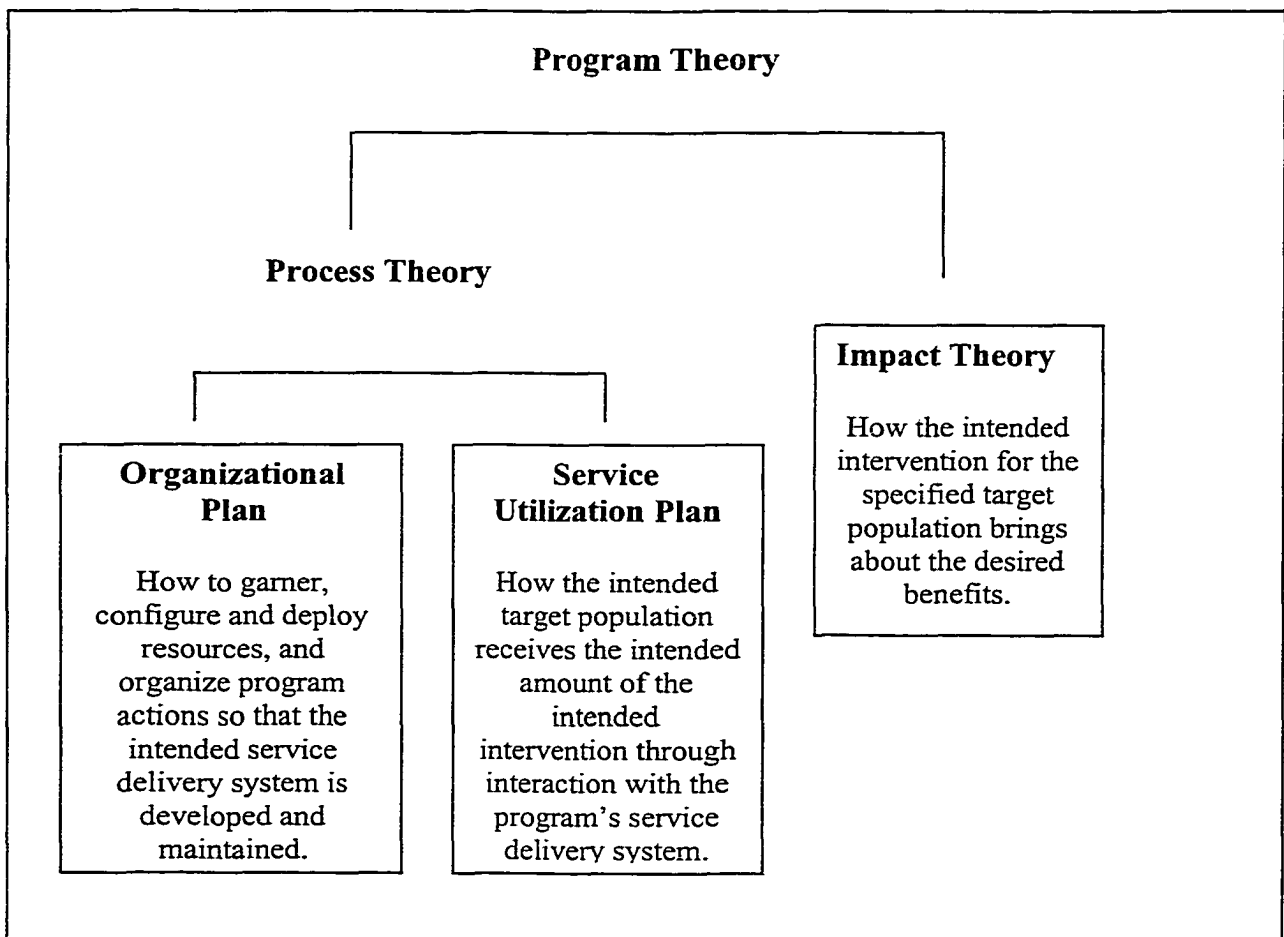 Program Theory
Process Theory
Impact Theory
How the intended
intervention for the
specified target
population brings
about the desired
benefits.
Organizational
Plan
How to garner,
configure and deploy
resources, and
organize program
actions so that the
intended service
delivery system is
developed and
maintained.
Service
Utilization Plan
How the intended
target population
receives the intended
amount of the
intended
intervention through
interaction with the
program's service
delivery system.